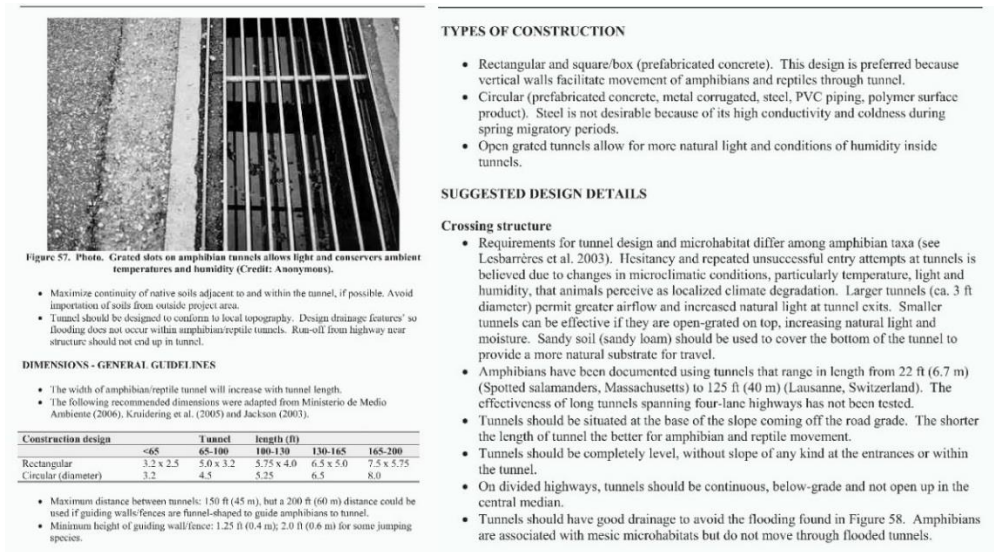 Figure 57. Photo. Grated slots on amphibian tunnels allows light and conservers ambient
temperatures and humidity (Credit: Anonymous).
• Maximize continuity of native soils adjacent to and within the tunnel, if possible. Avoid
importation of soils from outside project area.
• Tunnel should be designed to conform to local topography. Design drainage features' so
flooding does not occur within amphibian/reptile tunnels. Run-off from highway near
structure should not end up in tunnel.
DIMENSIONS - GENERAL GUIDELINES
• The width of amphibian/reptile tunnel will increase with tunnel length.
• The following recommended dimensions were adapted from Ministerio de Medio
Ambiente (2006), Kruidering et al. (2005) and Jackson (2003).
Construction design Tunnel length (ft)
<65 65-100 100-130 130-165 165-200
Rectangular 3.2 x 2.5 5.0 x 3.2 5.75 x 4.0 6.5 x 5.0 7.5 x 5.75
Circular (diameter) 3.2 4.5 5.25 6.5 8.0
• Maximum distance between tunnels: 150 ft (45 m), but a 200 ft (60 m) distance could be
used if guiding walls/fences are funnel-shaped to guide amphibians to tunnel.
• Minimum height of guiding wall/fence: 1.25 ft (0.4 m); 2.0 ft (0.6 m) for some jumping
species.
TYPES OF CONSTRUCTION
• Rectangular and square/box (prefabricated concrete). This design is preferred because
vertical walls facilitate movement of amphibians and reptiles through tunnel.
• Circular (prefabricated concrete, metal corrugated, steel, PVC piping, polymer surface
product). Steel is not desirable because of its high conductivity and coldness during
spring migratory periods.
• Open grated tunnels allow for more natural light and conditions of humidity inside
tunnels.
SUGGESTED DESIGN DETAILS
Crossing structure
• Requirements for tunnel design and microhabitat differ among amphibian taxa (see
Lesbarrères et al. 2003). Hesitancy and repeated unsuccessful entry attempts at tunnels is
believed due to changes in microclimatic conditions, particularly temperature, light and
humidity, that animals perceive as localized climate degradation. Larger tunnels (ca. 3 ft
diameter) permit greater airflow and increased natural light at tunnel exits. Smaller
tunnels can be effective if they are open-grated on top, increasing natural light and
moisture. Sandy soil (sandy loam) should be used to cover the bottom of the tunnel to
provide a more natural substrate for travel.
• Amphibians have been documented using tunnels that range in length from 22 ft (6.7 m)
(Spotted salamanders, Massachusetts) to 125 ft (40 m) (Lausanne, Switzerland). The
effectiveness of long tunnels spanning four-lane highways has not been tested.
• Tunnels should be situated at the base of the slope coming off the road grade. The shorter
the length of tunnel the better for amphibian and reptile movement.
• Tunnels should be completely level, without slope of any kind at the entrances or within
the tunnel.
• On divided highways, tunnels should be continuous, below-grade and not open up in the
central median.
• Tunnels should have good drainage to avoid the flooding found in Figure 58. Amphibians
are associated with mesic microhabitats but do not move through flooded tunnels.